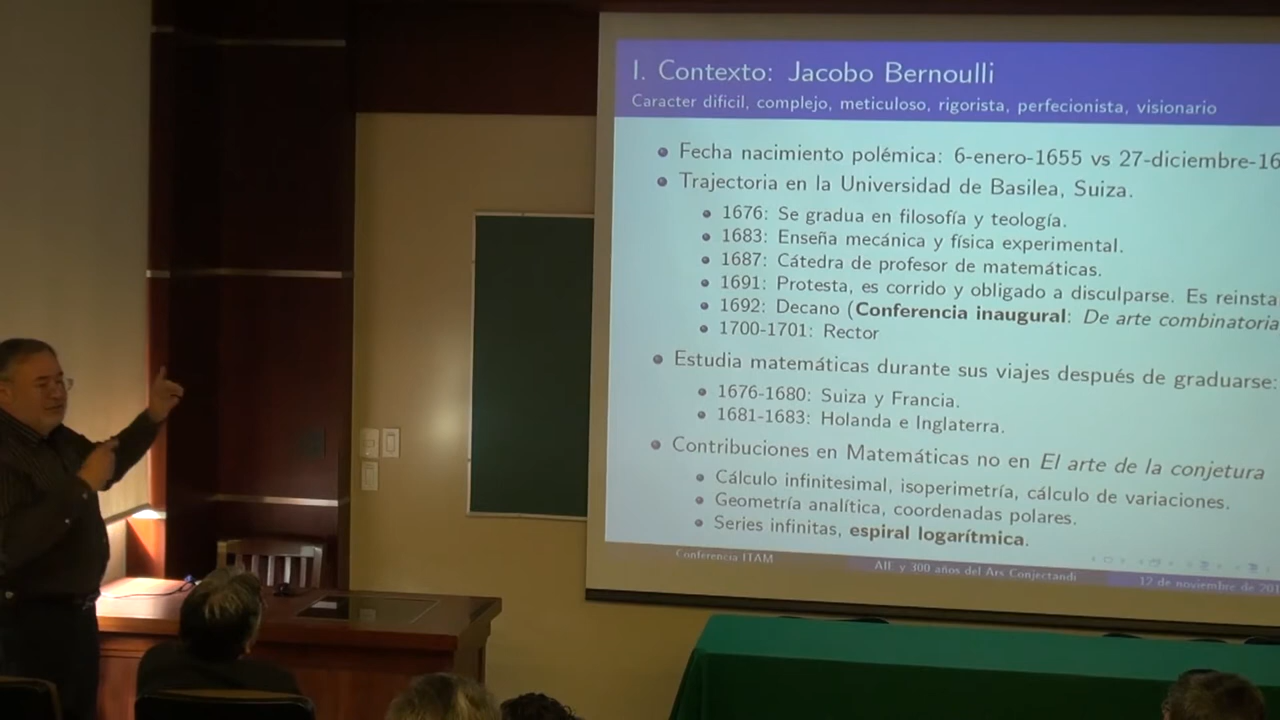 I. Contexto: Jacobo Bernoulli
Caracter dificil, complejo, meticuloso, rigorista, perfecionista, visionario
Fecha nacimiento polémica: 6-enero-1655 vs 27-diciembre-16
Trajectoria en la Universidad de Basilea, Suiza.
1676: Se gradua en filosofía y teología.
1683: Enseña mecánica y física experimental.
1687: Cátedra de profesor de matemáticas.
1691: Protesta, es corrido y obligado a disculparse. Es reinsta
1692: Decano (Conferencia inaugural: De arte combinatoria
1700-1701: Rector
Estudia matemáticas durante sus viajes después de graduarse:
1676-1680: Suiza y Francia.
1681-1683: Holanda e Inglaterra.
Contribuciones en Matemáticas no en El arte de la conjetura
Cálculo infinitesimal, isoperimetría, cálculo de variaciones.
Geometría analítica, coordenadas polares.
Series infinitas, espiral logarítmica.
Conferencia ITAM AIE y 300 años del Ars Conjectandi 12 de noviembre de 201